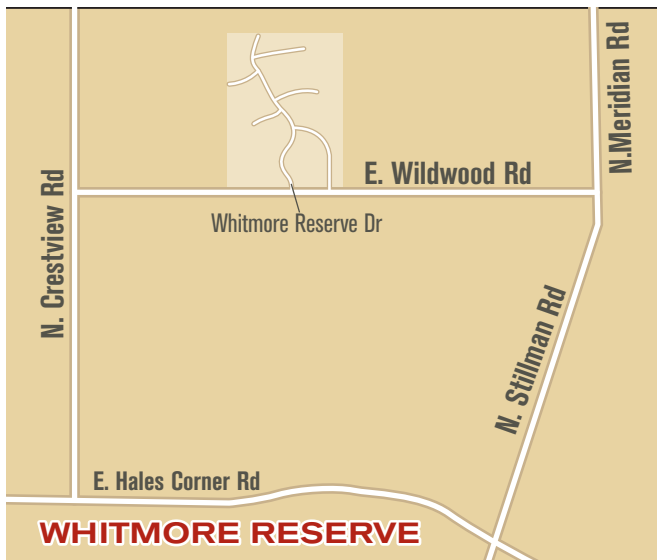 N.Meridian Rd
E. Wildwood Rd
Whitmore Reserve Dr
N. Crestview Rd
N. Stillman Rd
E. Hales Corner Rd
WHITMORE RESERVE